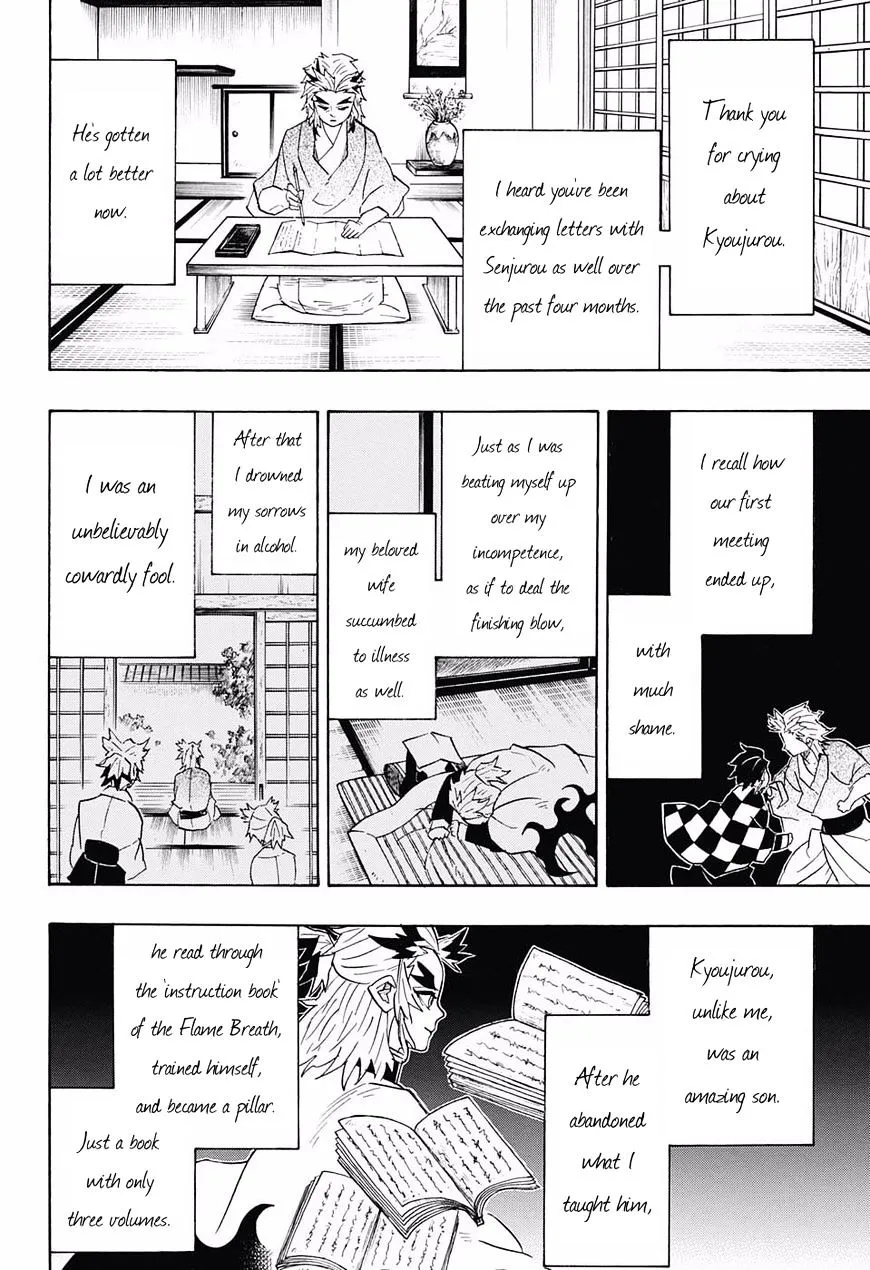 Thank you
for crying
about
Kyoujurou.
I heard you've been
exchanging letters with
Senjurou as well over
the past four months.
He's gotten
a lot better
now.
I recall how
our first
meeting
ended up,
with
much
shame.
Just as I was
beating myself up
over my
incompetence,
as if to deal the
finishing blow,
my beloved
wife
succumbed
to illness
as well.
After that
I drowned
my sorrows
in alcohol.
I was an
unbelievably
cowardly fool.
Kyoujurou,
unlike me,
was an
amazing son.
After he
abandoned
what I
taught him,
he read through
the 'instruction book'
of the Flame Breath,
trained himself,
and became a pillar.
Just a book
with only
three volumes.